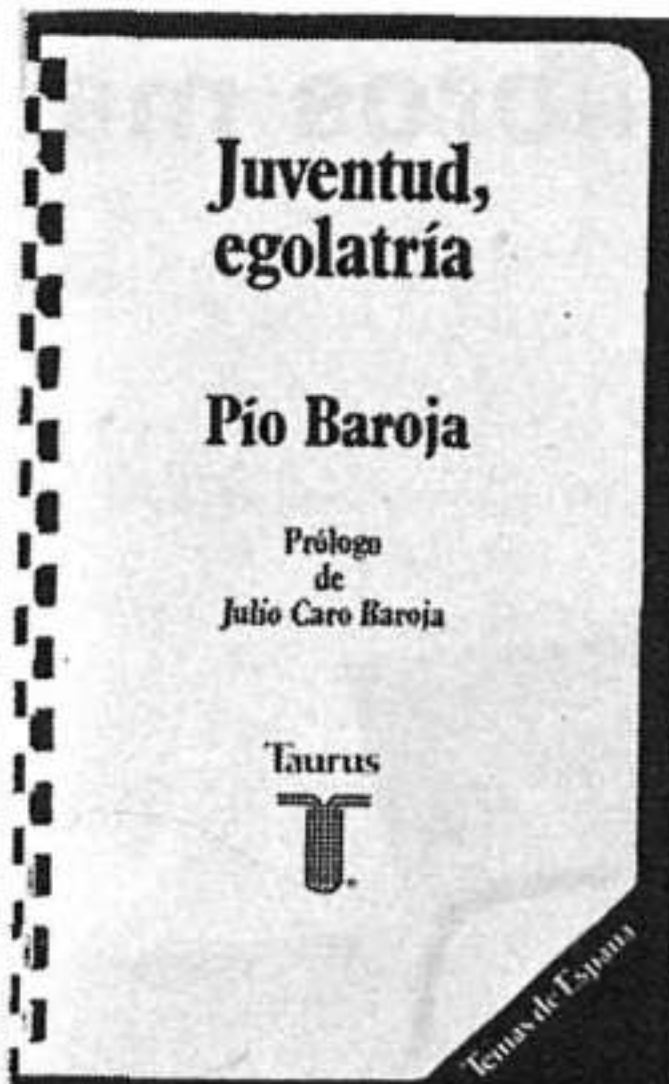 Juventud,
egolatría
Pío Baroja
Prólogo
de
Julio Caro Baroja
Taurus
Temas de España